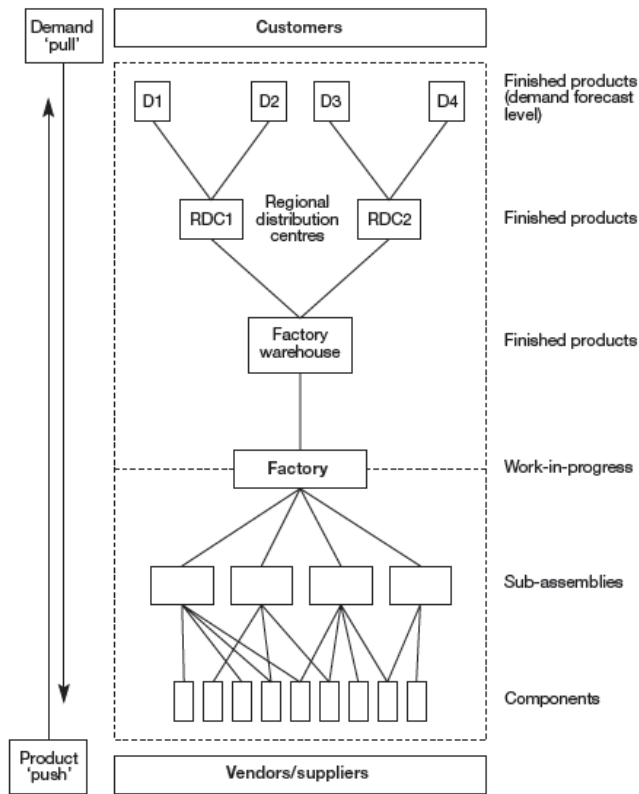 Demand
'pull'
Customers
D1
D2
D3
D4
Finished products
(demand forecast
level)
RDC1
Regional
distribution
centres
RDC2
Finished products
Factory
warehouse
Finished products
Factory
Work-in-progress
Sub-assemblies
Components
Product
'push'
Vendors/suppliers